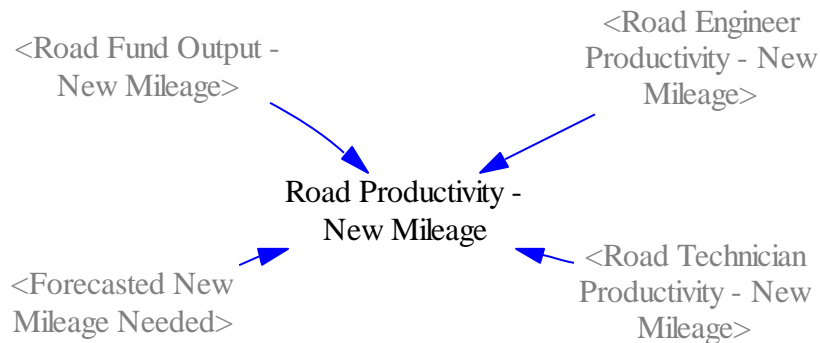 <Road Fund Output -
New Mileage>
<Road Engineer
Productivity - New
Mileage>
Road Productivity -
New Mileage
<Forecasted New
Mileage Needed>
<Road Technician
Productivity - New
Mileage>